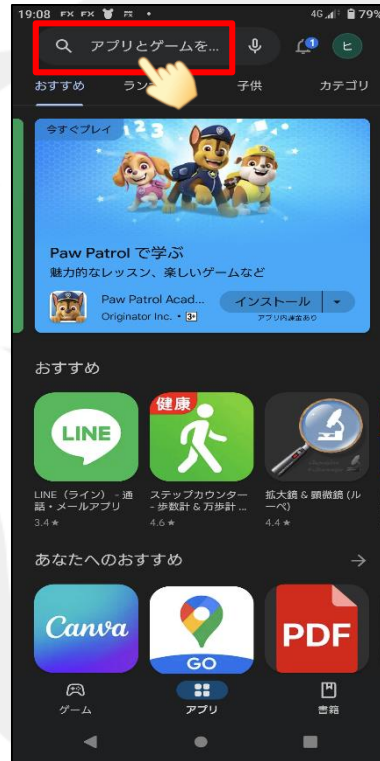 19:08 FX FX FX • 4G 79%
アプリとゲームを...
1
ヒ
おすすめ ラン 子供 カテゴリ
今すぐプレイ
1 2 3
Paw Patrol で学ぶ
魅力的なレッスン、楽しいゲームなど
Paw Patrol Acad...
Originator Inc. • 3+
インストール
アプリ内課金あり
おすすめ
LINE
健康
LINE（ライン） - 通
話・メールアプリ
3.4 ★
ステップカウンター
- 歩数計 & 万歩計 ...
4.6 ★
拡大鏡 & 顕微鏡 (ル
ーペ)
4.4 ★
あなたへのおすすめ →
Canva
GO
PDF
ゲーム アプリ 書籍